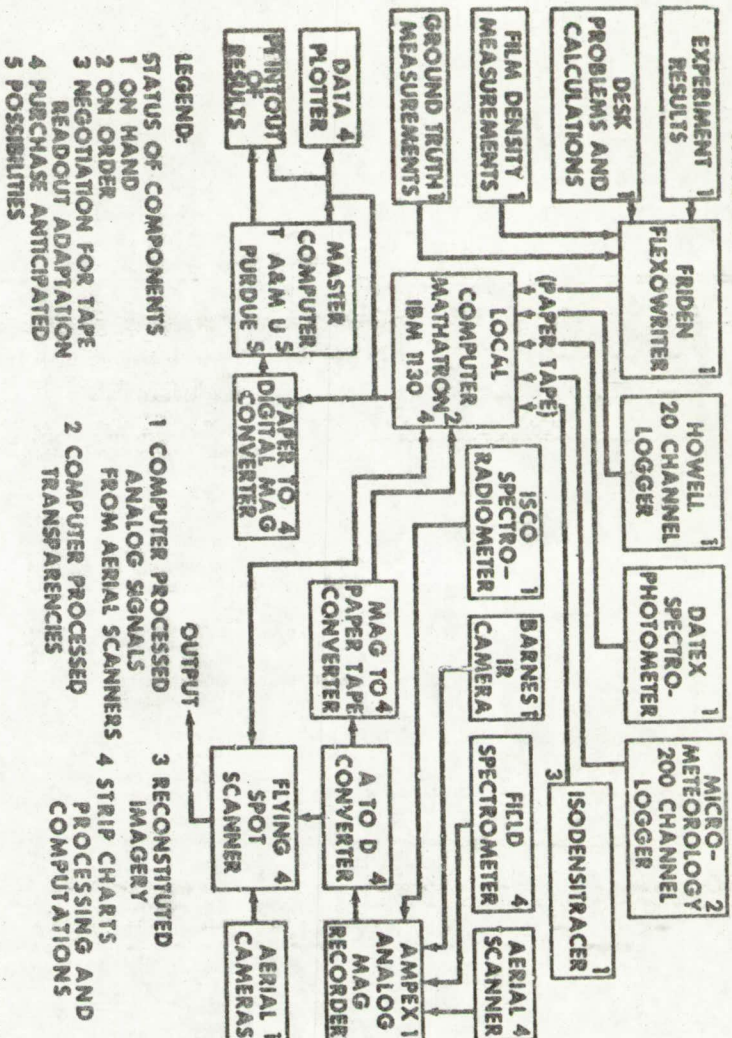 EXPERIMENT 1
RESULTS
DESK 1
PROBLEMS AND
CALCULATIONS
FILM DENSITY 1
MEASUREMENTS
GROUND TRUTH 1
MEASUREMENTS
FRIDEN 1
FLEXOWRITER
HOWELL 1
20 CHANNEL
LOGGER
DATEX 1
SPECTRO-
PHOTOMETER
MICRO- 2
METEOROLOGY
200 CHANNEL
LOGGER
3 ISODENSITRACER 1
(PAPER TAPE)
LOCAL
COMPUTER
MATHATRON 2
IBM 1130 4
ISCO
SPECTRO- 1
RADIOMETER
BARNES 1
IR
CAMERA
FIELD
SPECTROMETER 4
AERIAL 4
SCANNER
DATA 4
PLOTTER
PRINTOUT
OF
RESULTS
MASTER
COMPUTER
T A&M U 5
PURDUE 5
PAPER TO 4
DIGITAL MAG
CONVERTER
MAG TO 4
PAPER TAPE
CONVERTER
A TO D 4
CONVERTER
AMPEX 1
ANALOG
MAG
RECORDER
FLYING 4
SPOT
SCANNER
AERIAL 1
CAMERAS
OUTPUT
LEGEND:
STATUS OF COMPONENTS
1 ON HAND
2 ON ORDER
3 NEGOTIATION FOR TAPE
READOUT ADAPTATION
4 PURCHASE ANTICIPATED
5 POSSIBILITIES
1 COMPUTER PROCESSED
ANALOG SIGNALS
FROM AERIAL SCANNERS
2 COMPUTER PROCESSED
TRANSPARENCIES
3 RECONSTITUTED
IMAGERY
4 STRIP CHARTS
PROCESSING AND
COMPUTATIONS